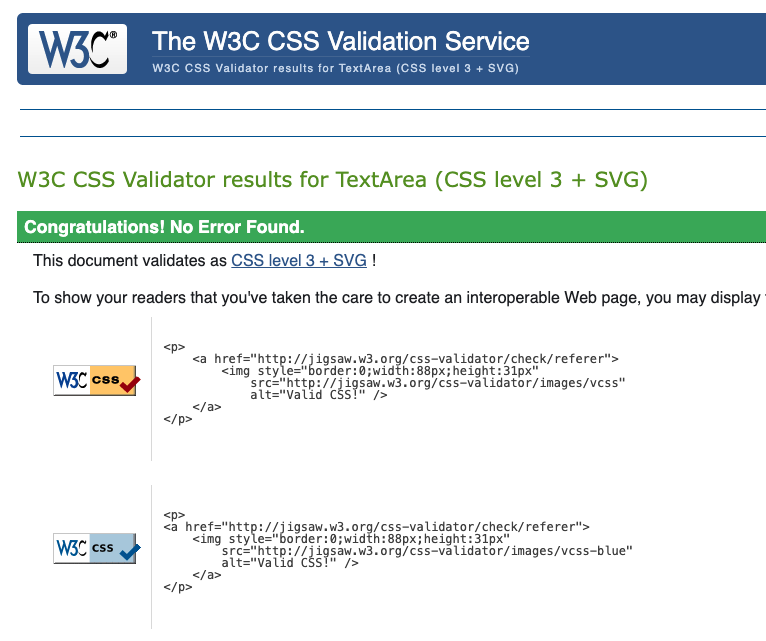 W3C®
The W3C CSS Validation Service
W3C CSS Validator results for TextArea (CSS level 3 + SVG)
W3C CSS Validator results for TextArea (CSS level 3 + SVG)
Congratulations! No Error Found.
This document validates as CSS level 3 + SVG !
To show your readers that you've taken the care to create an interoperable Web page, you may display
W3C css
<p>
<a href="http://jigsaw.w3.org/css-validator/check/referer">
<img style="border:0;width:88px;height:31px"
src="http://jigsaw.w3.org/css-validator/images/vcss"
alt="Valid CSS!" />
</a>
</p>
W3C css
<p>
<a href="http://jigsaw.w3.org/css-validator/check/referer">
<img style="border:0;width:88px;height:31px"
src="http://jigsaw.w3.org/css-validator/images/vcss-blue"
alt="Valid CSS!" />
</a>
</p>